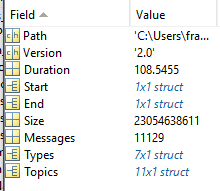 Field Value
Path 'C:\Users\fra...
Version '2.0'
Duration 108.5455
Start 1x1 struct
End 1x1 struct
Size 23054638611
Messages 11129
Types 7x1 struct
Topics 11x1 struct